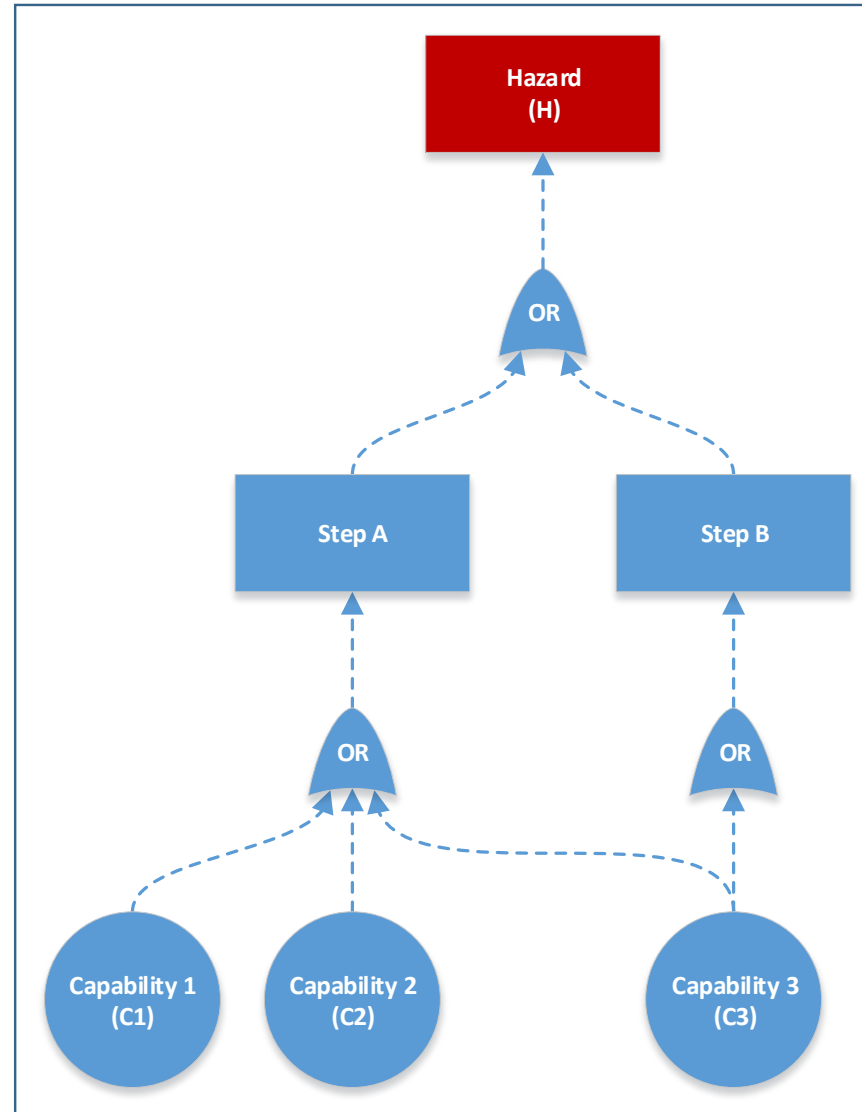 Hazard
(H)
OR
Step A
Step B
OR
OR
Capability 1
(C1)
Capability 2
(C2)
Capability 3
(C3)